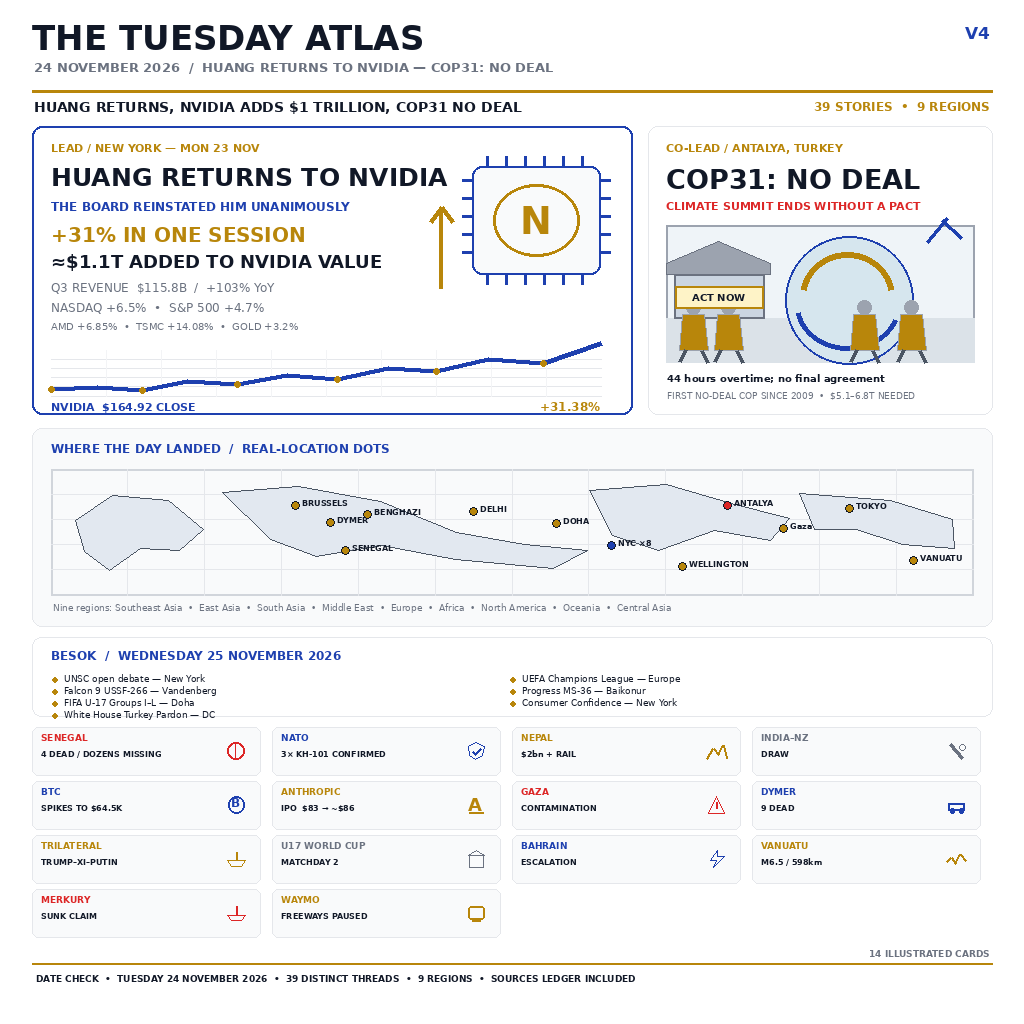 THE TUESDAY ATLAS
V4
24 NOVEMBER 2026 / HUANG RETURNS TO NVIDIA — COP31: NO DEAL
HUANG RETURNS, NVIDIA ADDS $1 TRILLION, COP31 NO DEAL
39 STORIES • 9 REGIONS
LEAD / NEW YORK — MON 23 NOV
HUANG RETURNS TO NVIDIA
THE BOARD REINSTATED HIM UNANIMOUSLY
+31% IN ONE SESSION
≈$1.1T ADDED TO NVIDIA VALUE
Q3 REVENUE $115.8B / +103% YoY
NASDAQ +6.5% • S&P 500 +4.7%
AMD +6.85% • TSMC +14.08% • GOLD +3.2%
N
NVIDIA $164.92 CLOSE
+31.38%
CO-LEAD / ANTALYA, TURKEY
COP31: NO DEAL
CLIMATE SUMMIT ENDS WITHOUT A PACT
ACT NOW
44 hours overtime; no final agreement
FIRST NO-DEAL COP SINCE 2009 • $5.1–6.8T NEEDED
WHERE THE DAY LANDED / REAL-LOCATION DOTS
BRUSSELS
DYMER
BENGHAZI
SENEGAL
DELHI
DOHA
NYC ×8
WELLINGTON
ANTALYA
Gaza
TOKYO
VANUATU
Nine regions: Southeast Asia • East Asia • South Asia • Middle East • Europe • Africa • North America • Oceania • Central Asia
BESOK / WEDNESDAY 25 NOVEMBER 2026
UNSC open debate — New York
Falcon 9 USSF-266 — Vandenberg
FIFA U-17 Groups I–L — Doha
White House Turkey Pardon — DC
UEFA Champions League — Europe
Progress MS-36 — Baikonur
Consumer Confidence — New York
SENEGAL
4 DEAD / DOZENS MISSING
NATO
3× KH-101 CONFIRMED
NEPAL
$2bn + RAIL
INDIA-NZ
DRAW
BTC
SPIKES TO $64.5K
B
ANTHROPIC
IPO $83 → ~$86
A
GAZA
CONTAMINATION
DYMER
9 DEAD
TRILATERAL
TRUMP–XI–PUTIN
U17 WORLD CUP
MATCHDAY 2
BAHRAIN
ESCALATION
VANUATU
M6.5 / 598km
MERKURY
SUNK CLAIM
WAYMO
FREEWAYS PAUSED
14 ILLUSTRATED CARDS
DATE CHECK • TUESDAY 24 NOVEMBER 2026 • 39 DISTINCT THREADS • 9 REGIONS • SOURCES LEDGER INCLUDED